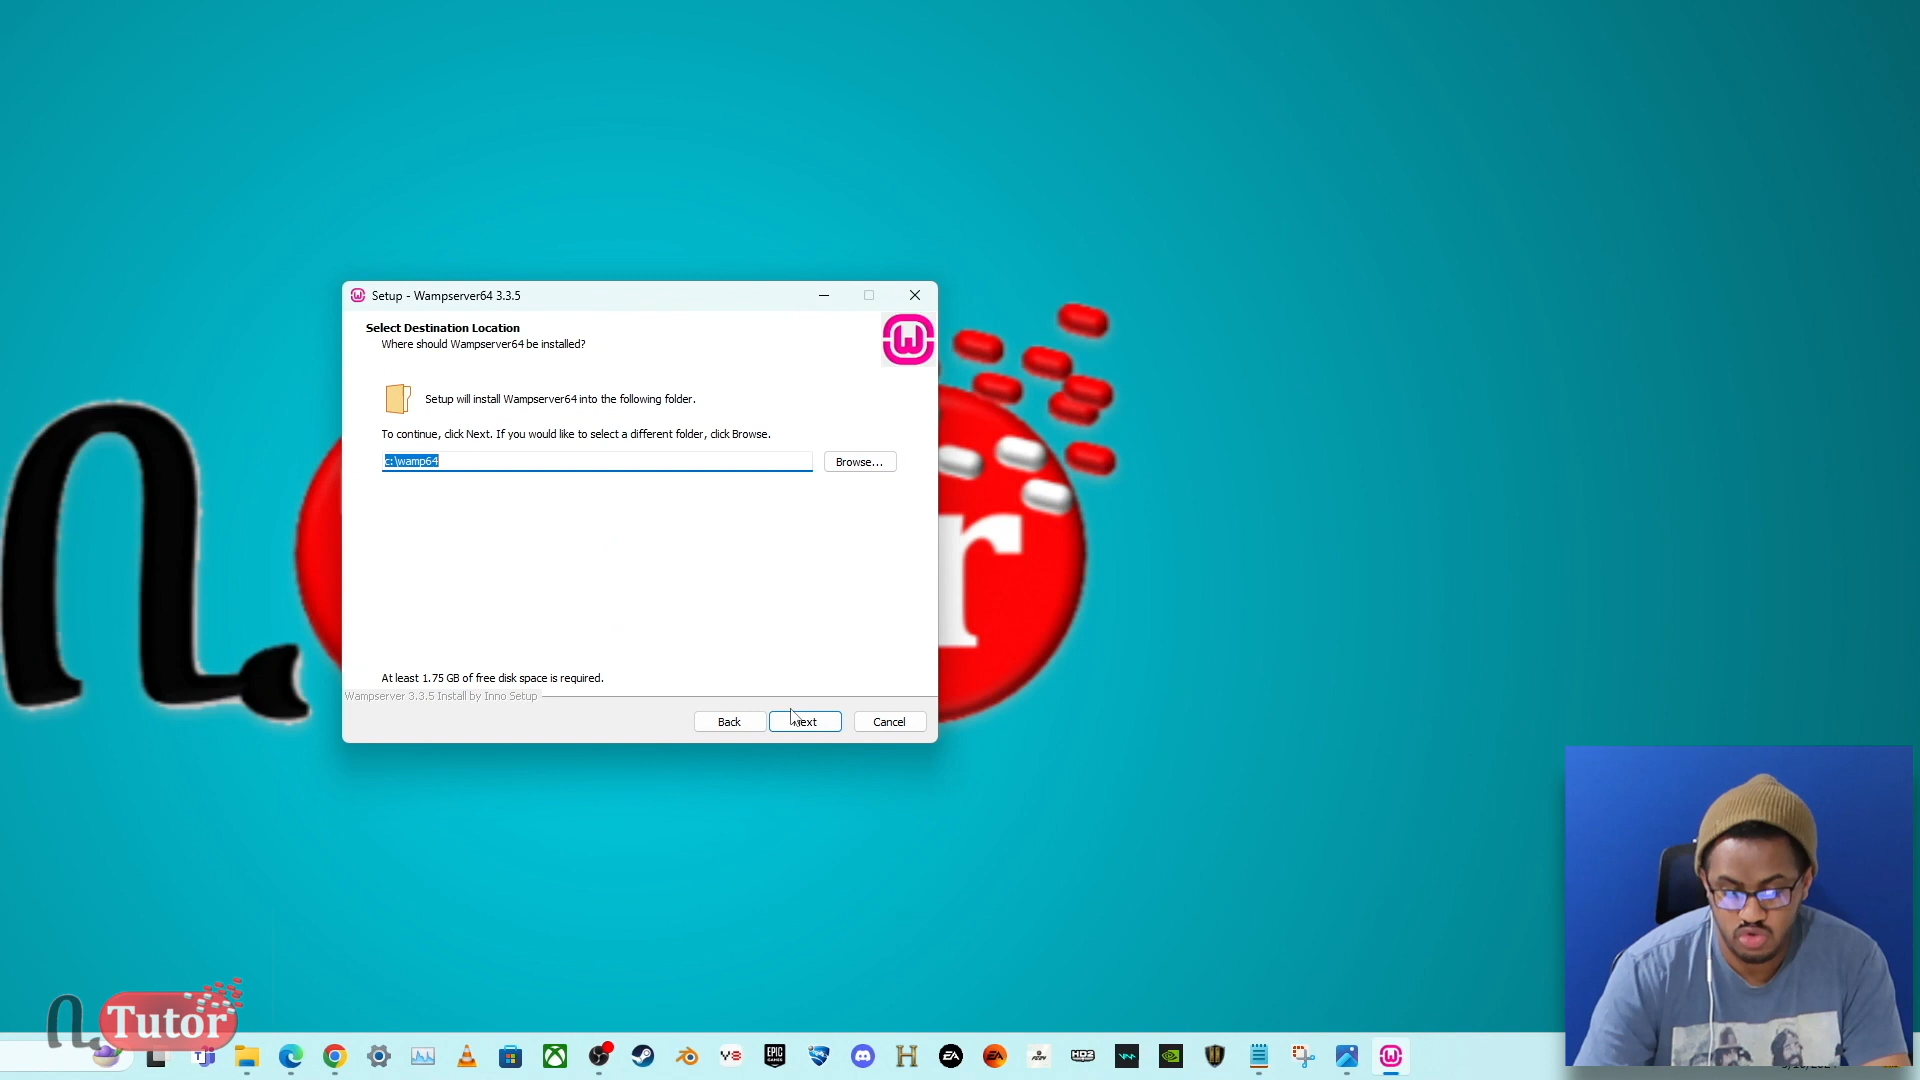 Setup - Wampserver64 3.3.5
Select Destination Location
Where should Wampserver64 be installed?
Setup will install Wampserver64 into the following folder.
To continue, click Next. If you would like to select a different folder, click Browse.
c:\wamp64
Browse...
At least 1.75 GB of free disk space is required.
Wampserver 3.3.5 Install by Inno Setup
Back
Next
Cancel
r
Tutor
EPIC
GAMES
HD2